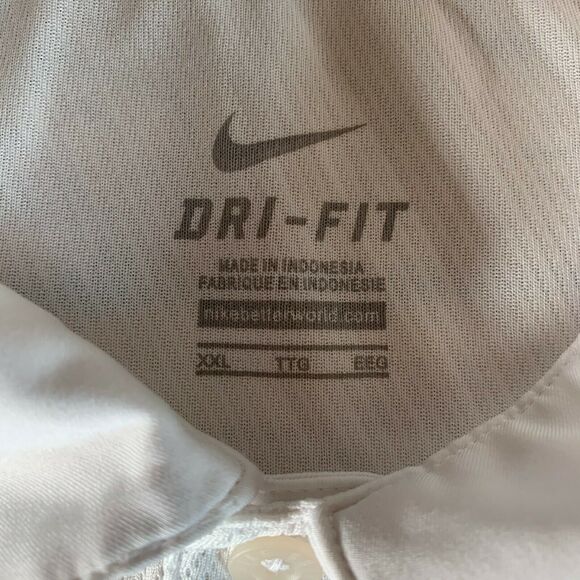 DRI-FIT
MADE IN INDONESIA
FABRIQUE EN INDONESIE
nikebetterworld.com
XXL TTG EEG